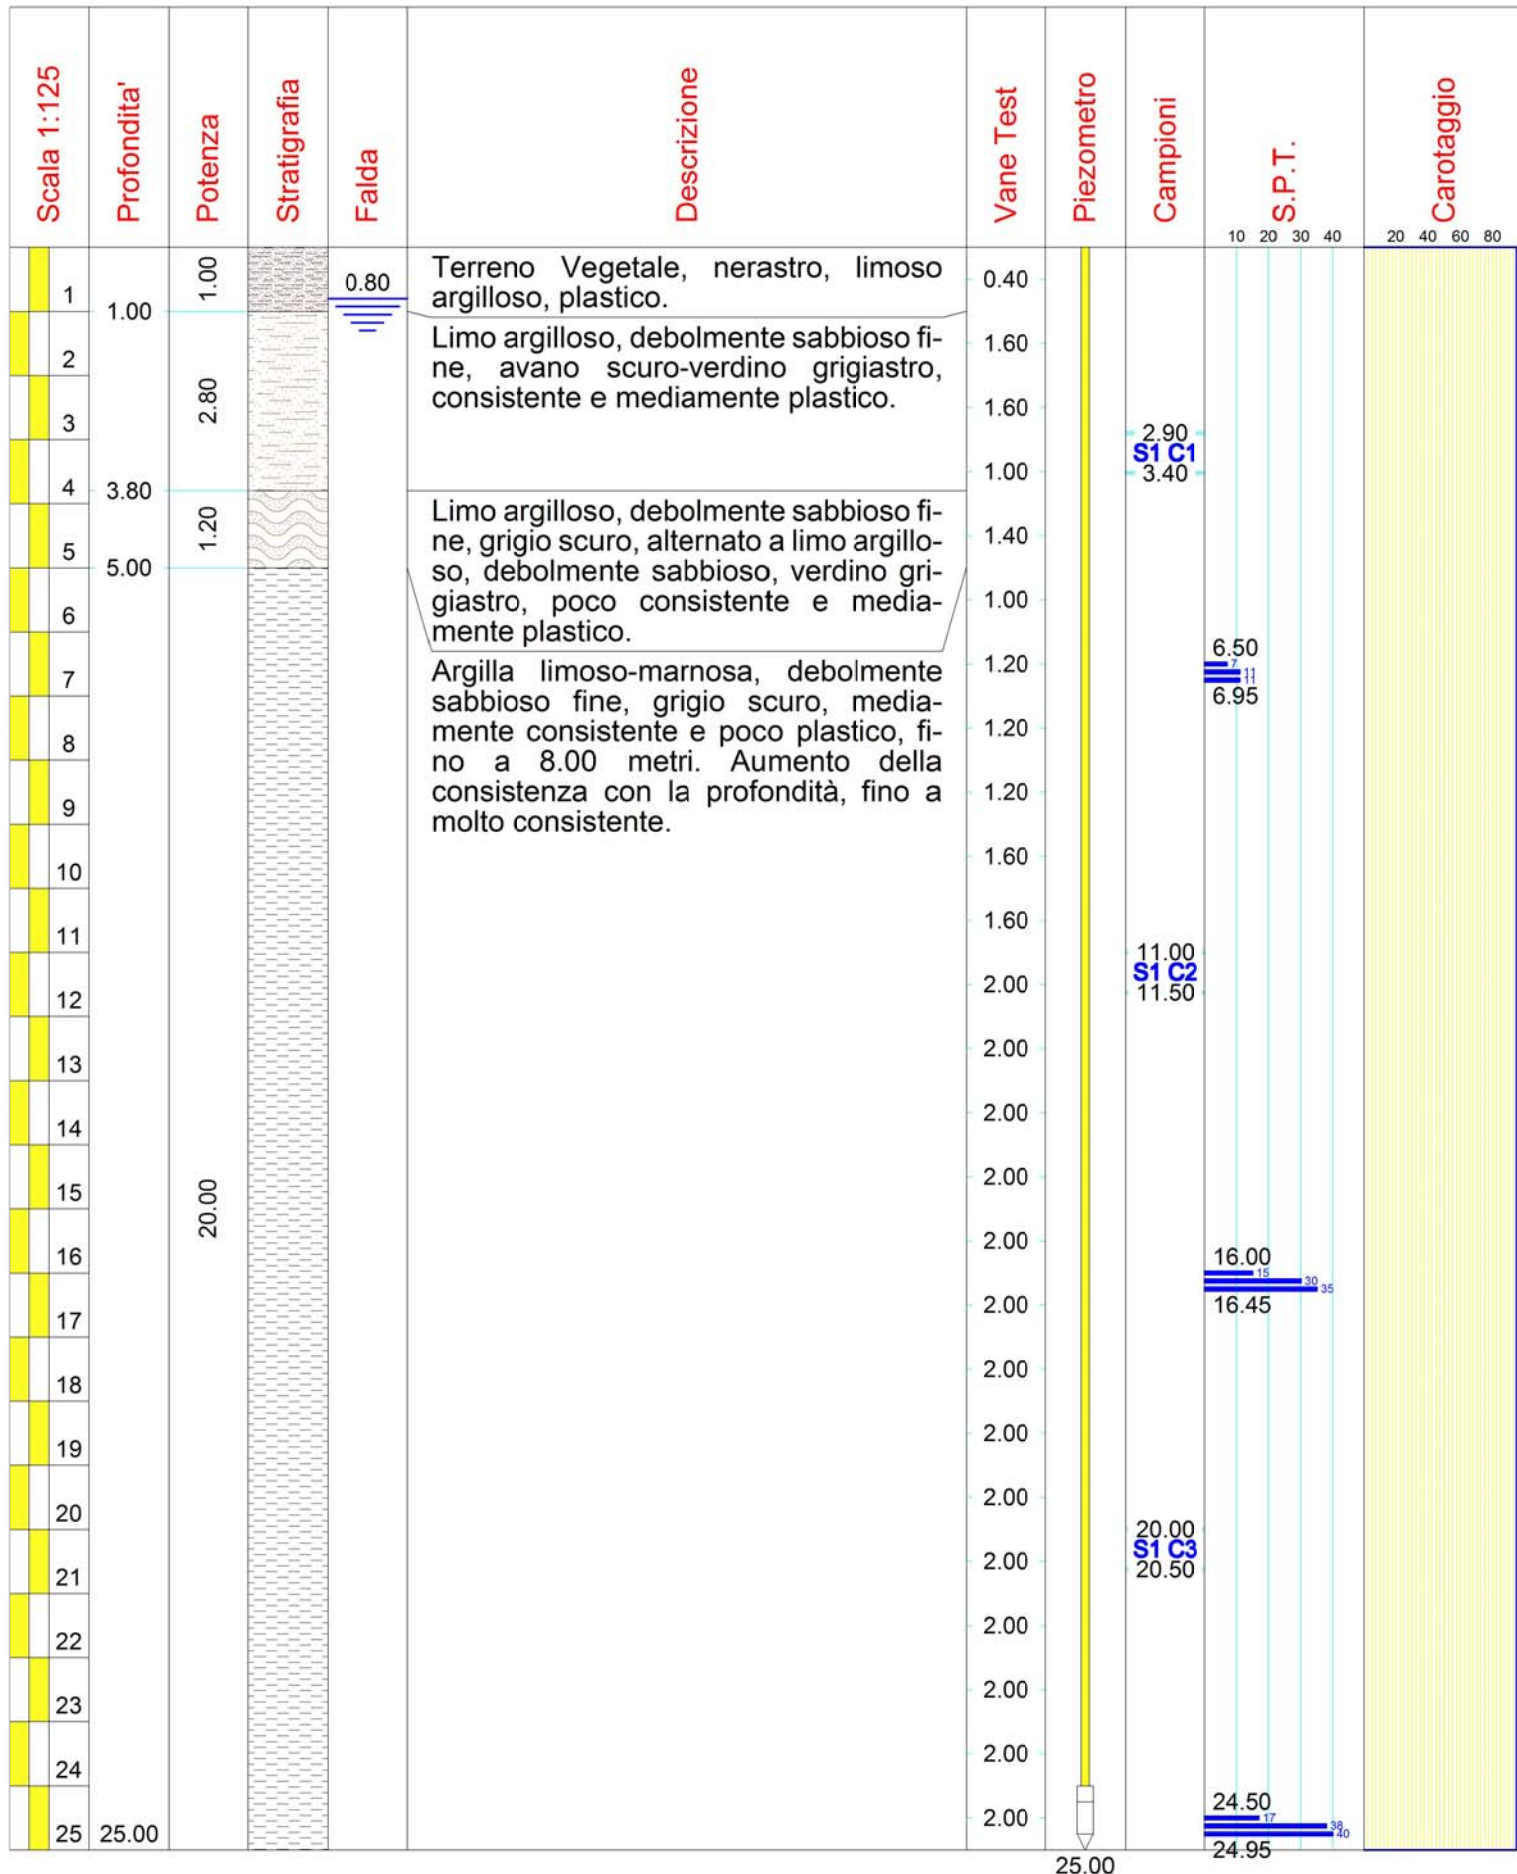 Scala 1:125
Profondita'
Potenza
Stratigrafia
Falda
Descrizione
Vane Test
Piezometro
Campioni
S.P.T.
10 20 30 40
Carotaggio
20 40 60 80
1
2
3
4
5
6
7
8
9
10
11
12
13
14
15
16
17
18
19
20
21
22
23
24
25
1.00
3.80
5.00
25.00
1.00
2.80
1.20
20.00
0.80
Terreno Vegetale, nerastro, limoso
argilloso, plastico.
Limo argilloso, debolmente sabbioso fi-
ne, avano scuro-verdino grigiastro,
consistente e mediamente plastico.
Limo argilloso, debolmente sabbioso fi-
ne, grigio scuro, alternato a limo argillo-
so, debolmente sabbioso, verdino gri-
giastro, poco consistente e media-
mente plastico.
Argilla limoso-marnosa, debolmente
sabbioso fine, grigio scuro, media-
mente consistente e poco plastico, fi-
no a 8.00 metri. Aumento della
consistenza con la profondità, fino a
molto consistente.
0.40
1.60
1.60
1.00
1.40
1.00
1.20
1.20
1.20
1.60
1.60
2.00
2.00
2.00
2.00
2.00
2.00
2.00
2.00
2.00
2.00
2.00
2.00
2.00
2.00
25.00
2.90
S1 C1
3.40
11.00
S1 C2
11.50
20.00
S1 C3
20.50
6.50
7
11
11
6.95
16.00
15
30
35
16.45
24.50
17
38
40
24.95